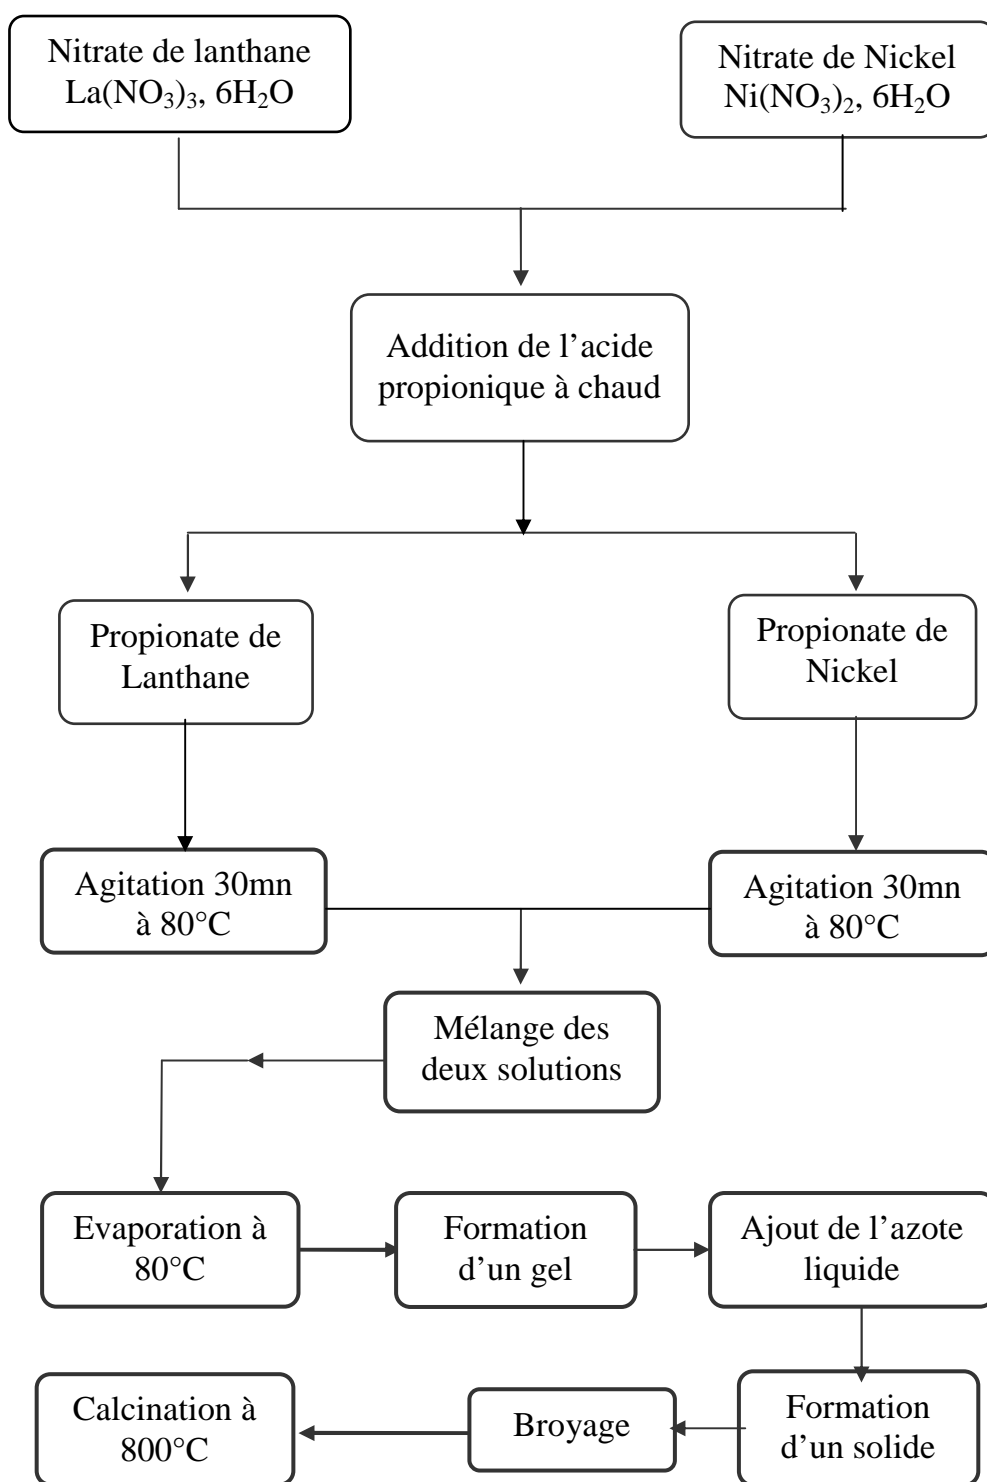 Nitrate de lanthane
La(NO₃)₃, 6H₂O
Nitrate de Nickel
Ni(NO₃)₂, 6H₂O
Addition de l’acide
propionique à chaud
Propionate de
Lanthane
Propionate de
Nickel
Agitation 30mn
à 80°C
Agitation 30mn
à 80°C
Mélange des
deux solutions
Evaporation à
80°C
Formation
d’un gel
Ajout de l’azote
liquide
Formation
d’un solide
Broyage
Calcination à
800°C